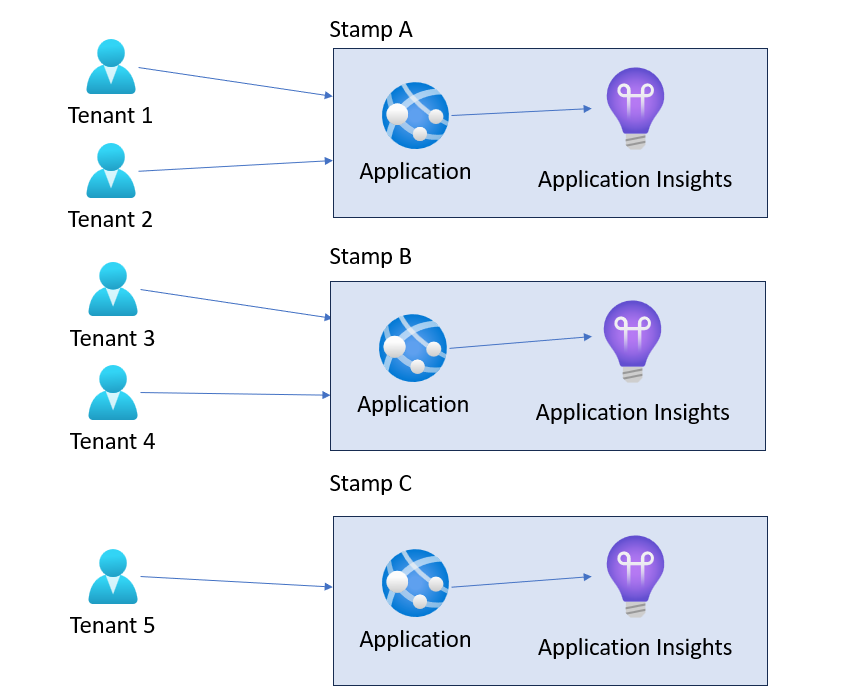 Stamp A
Tenant 1
Application
Application Insights
Tenant 2
Stamp B
Tenant 3
Application
Application Insights
Tenant 4
Stamp C
Tenant 5
Application
Application Insights